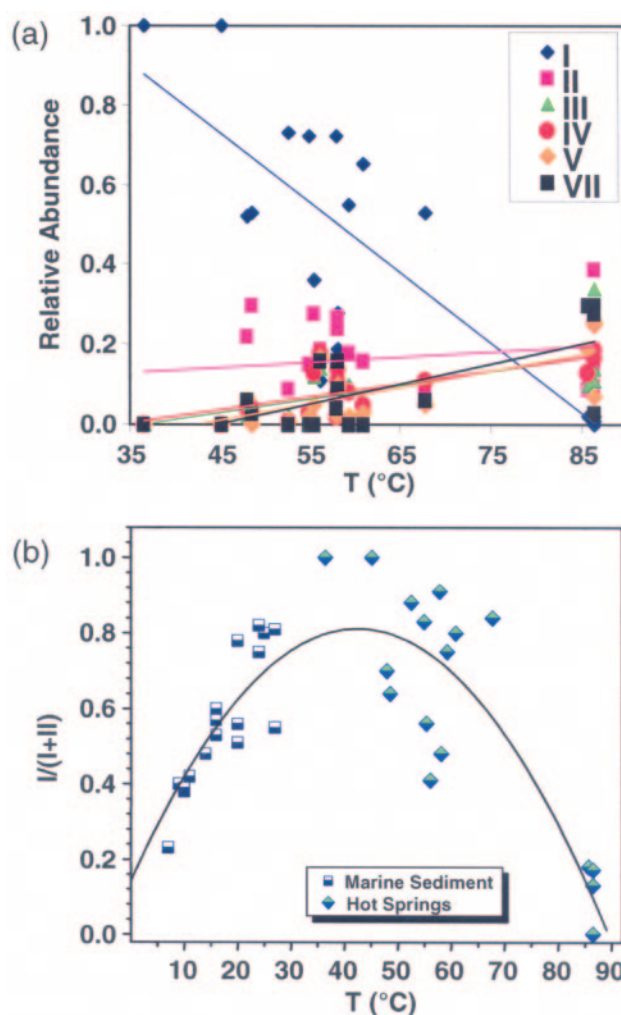 (a)
1.0
0.8
0.6
0.4
0.2
0.0
Relative Abundance
I
II
III
IV
V
VII
35 45 55 65 75 85
T (°C)
(b)
1.0
0.8
0.6
0.4
0.2
0.0
I/(I+II)
Marine Sediment
Hot Springs
10 20 30 40 50 60 70 80 90
T (°C)